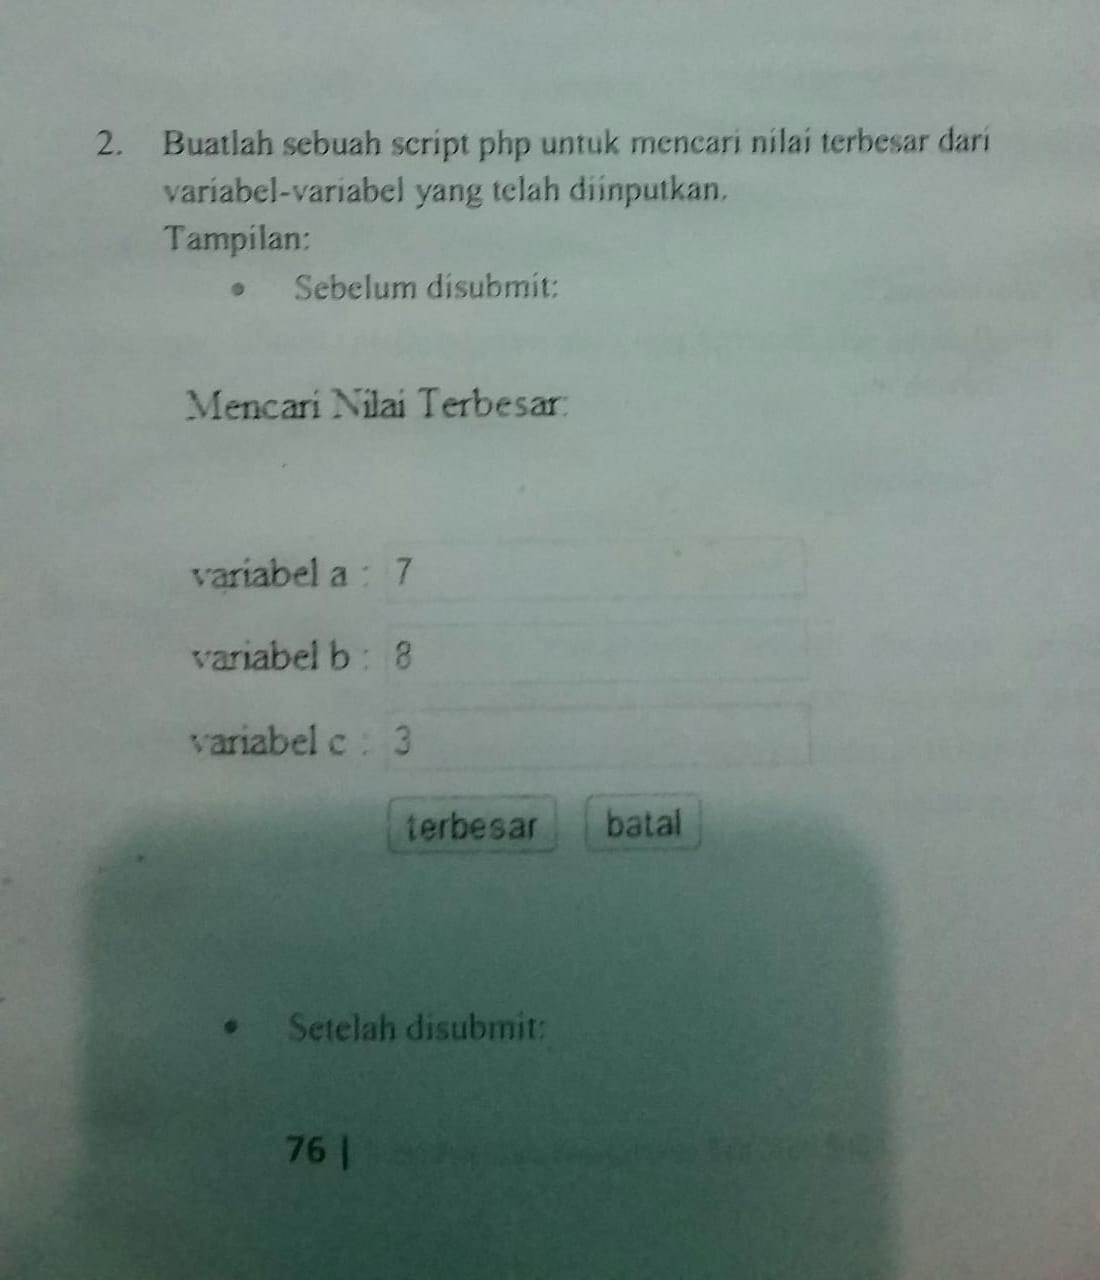 2. Buatlah sebuah script php untuk mencari nilai terbesar dari
variabel-variabel yang telah diinputkan.
Tampilan:
• Sebelum disubmit:
Mencari Nilai Terbesar:
variabel a : 7
variabel b : 8
variabel c : 3
terbesar batal
• Setelah disubmit:
76 |